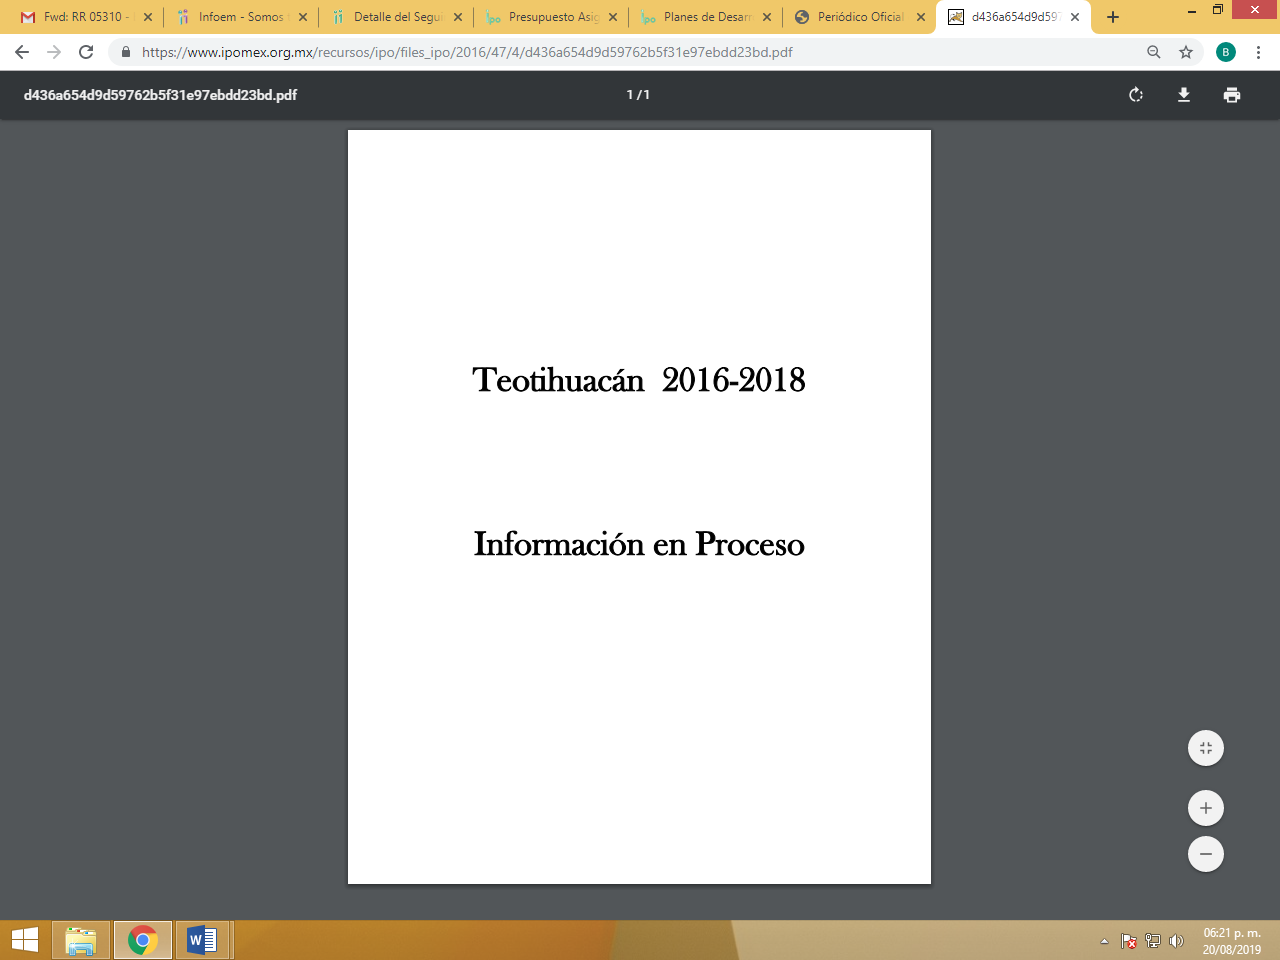 Fwd: RR 05310 -
Infoem - Somos
Detalle del Segui
Presupuesto Asig
Planes de Desarr
Periódico Oficial
d436a654d9d597
https://www.ipomex.org.mx/recursos/ipo/files_ipo/2016/47/4/d436a654d9d59762b5f31e97ebdd23bd.pdf
B
d436a654d9d59762b5f31e97ebdd23bd.pdf
1 / 1
Teotihuacán 2016-2018
Información en Proceso
06:21 p. m.
20/08/2019